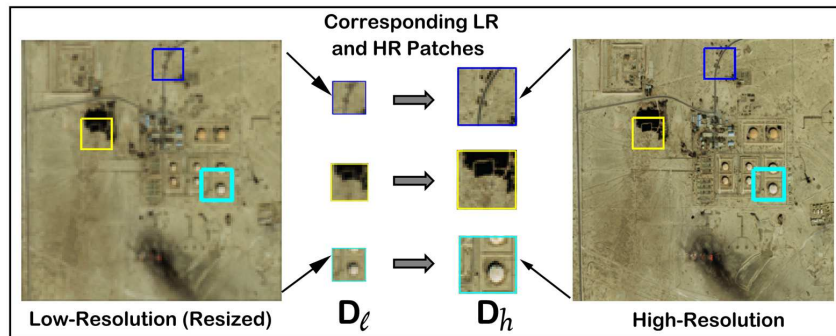 Corresponding LR
and HR Patches
Low-Resolution (Resized)
Dℓ
Dh
High-Resolution